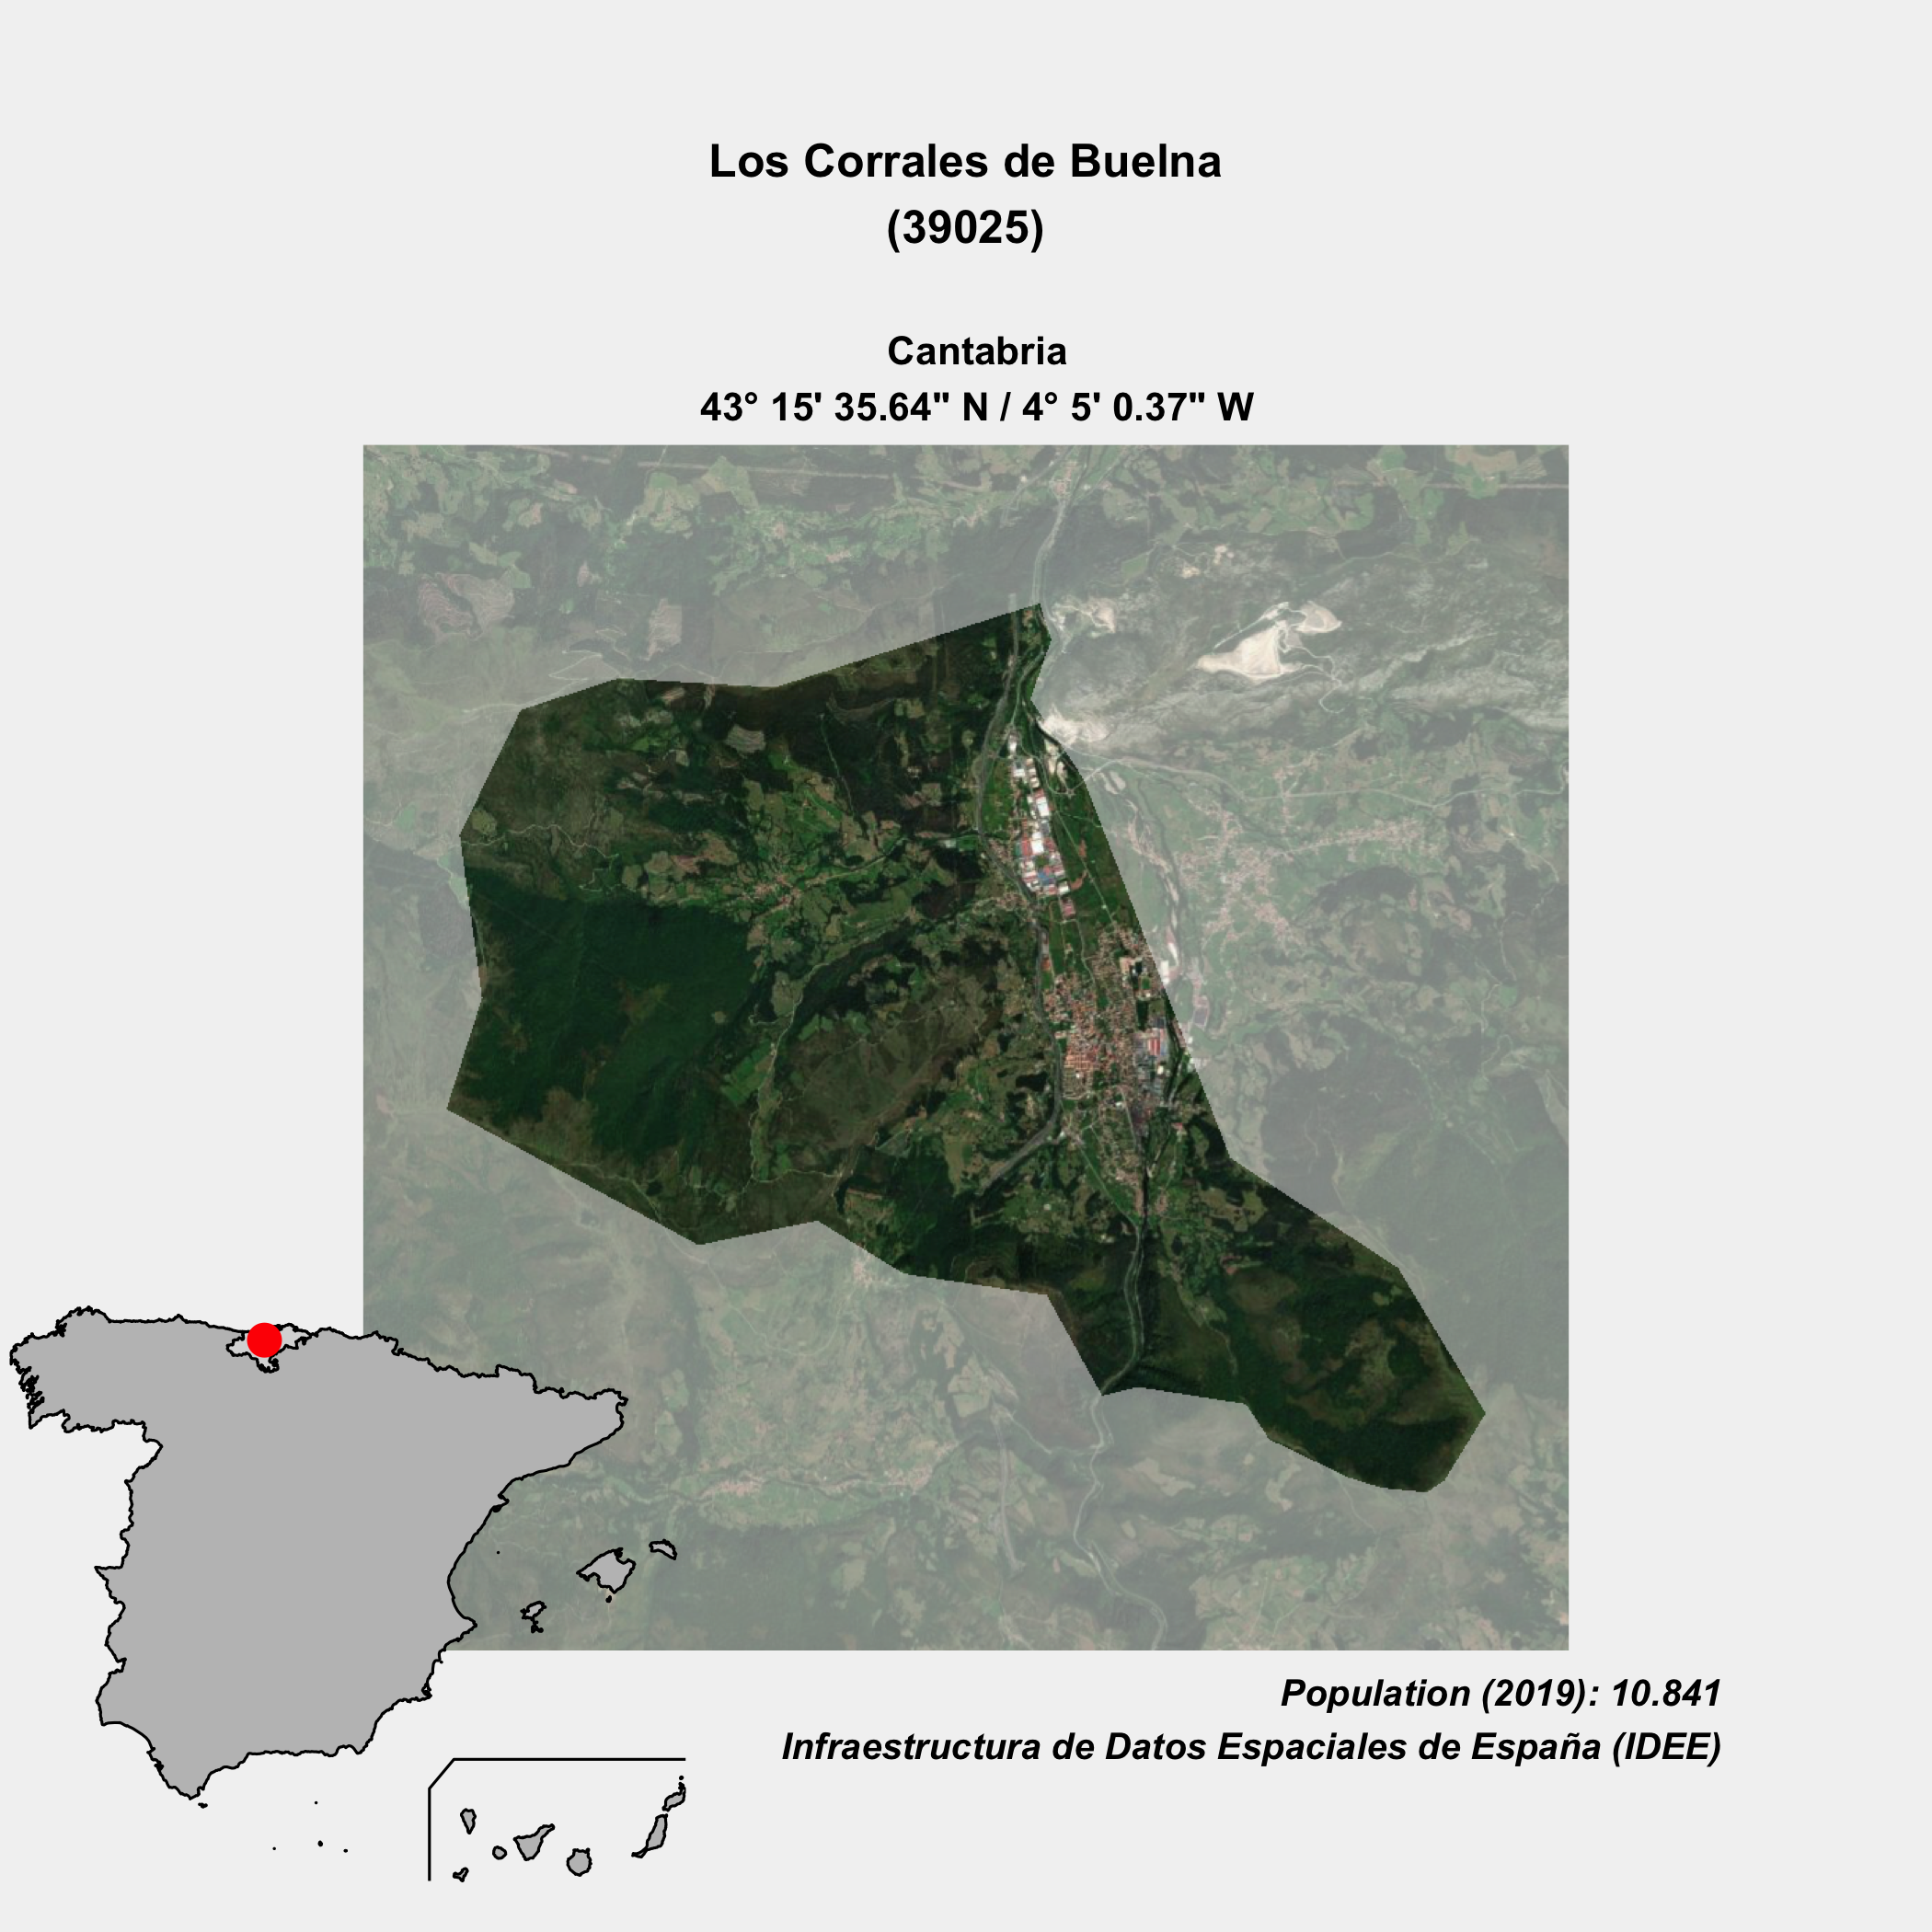 Los Corrales de Buelna
(39025)
Cantabria
43° 15' 35.64" N / 4° 5' 0.37" W
Population (2019): 10.841
Infraestructura de Datos Espaciales de España (IDEE)